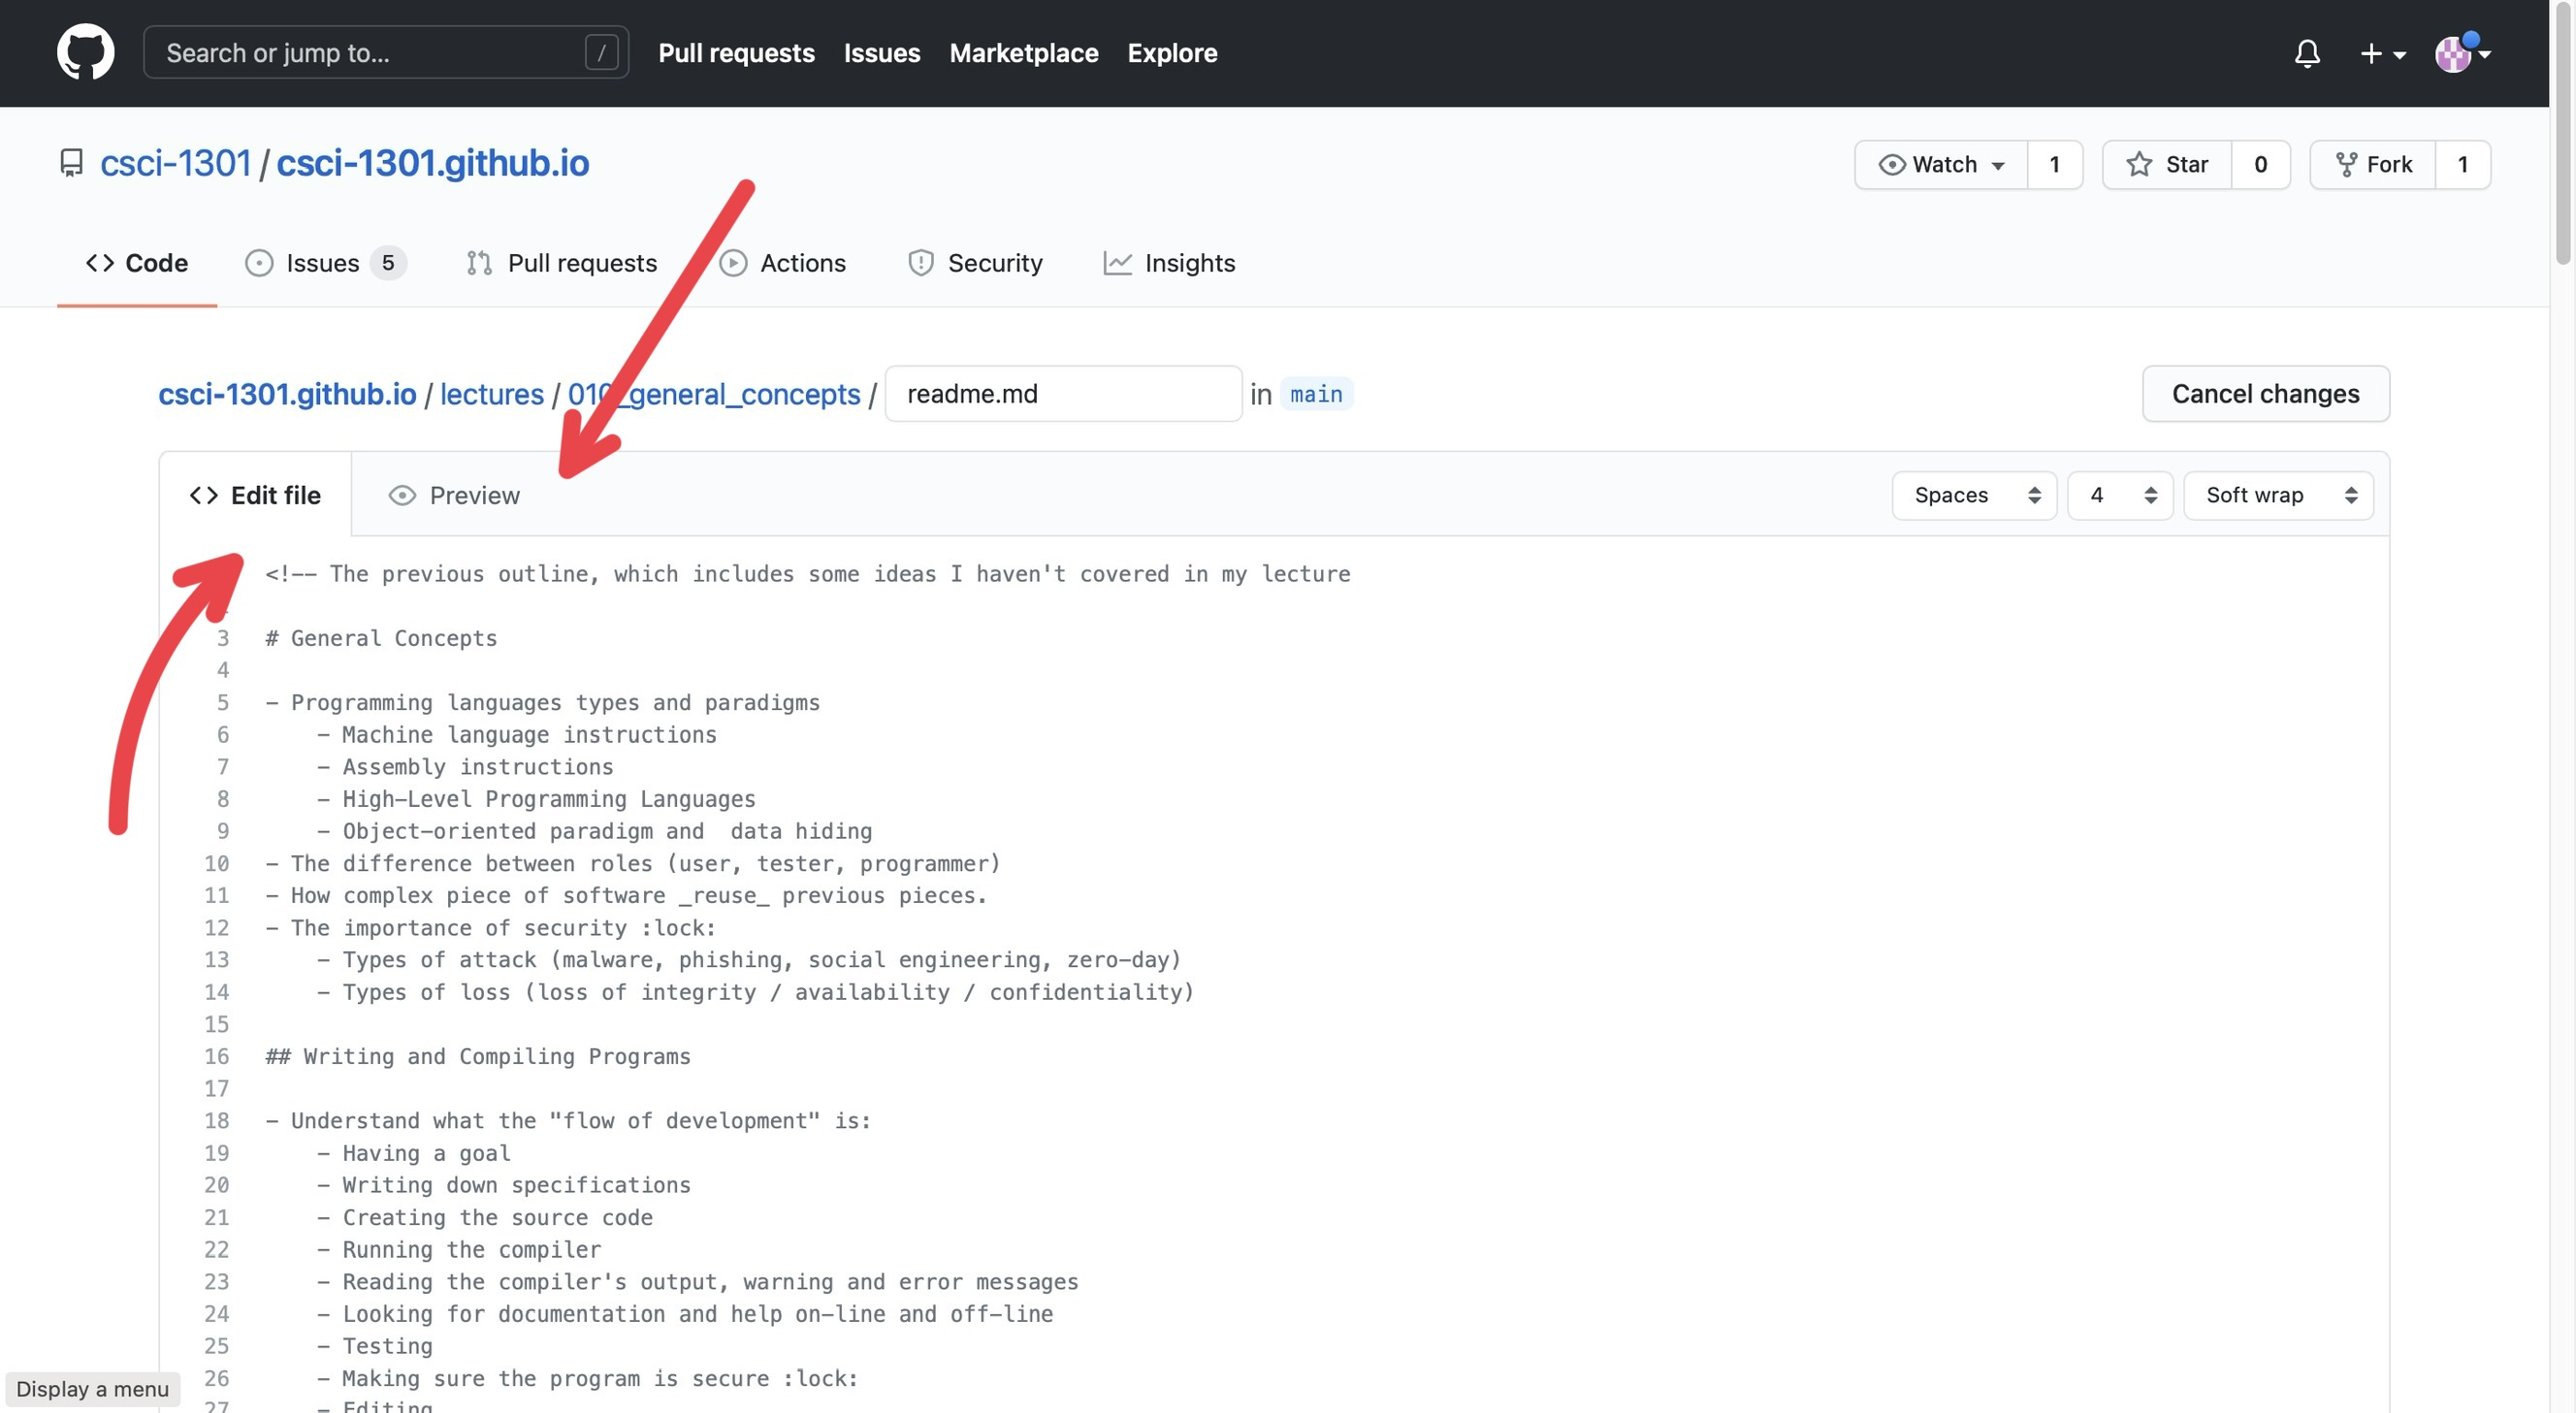 Search or jump to... / Pull requests Issues Marketplace Explore
csci-1301 / csci-1301.github.io Watch 1 Star 0 Fork 1
Code Issues 5 Pull requests Actions Security Insights
csci-1301.github.io / lectures / 010_general_concepts / readme.md in main Cancel changes
Edit file Preview Spaces 4 Soft wrap
<!-- The previous outline, which includes some ideas I haven't covered in my lecture
3 # General Concepts
4
5 - Programming languages types and paradigms
6 - Machine language instructions
7 - Assembly instructions
8 - High-Level Programming Languages
9 - Object-oriented paradigm and  data hiding
10 - The difference between roles (user, tester, programmer)
11 - How complex piece of software _reuse_ previous pieces.
12 - The importance of security :lock:
13 - Types of attack (malware, phishing, social engineering, zero-day)
14 - Types of loss (loss of integrity / availability / confidentiality)
15
16 ## Writing and Compiling Programs
17
18 - Understand what the "flow of development" is:
19 - Having a goal
20 - Writing down specifications
21 - Creating the source code
22 - Running the compiler
23 - Reading the compiler's output, warning and error messages
24 - Looking for documentation and help on-line and off-line
25 - Testing
26 - Making sure the program is secure :lock:
27 - Editing
Display a menu